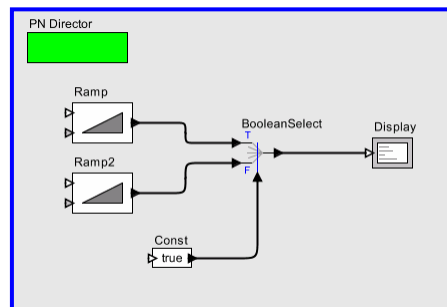 PN Director
Ramp
BooleanSelect
T
Display
Ramp2
F
Const
true